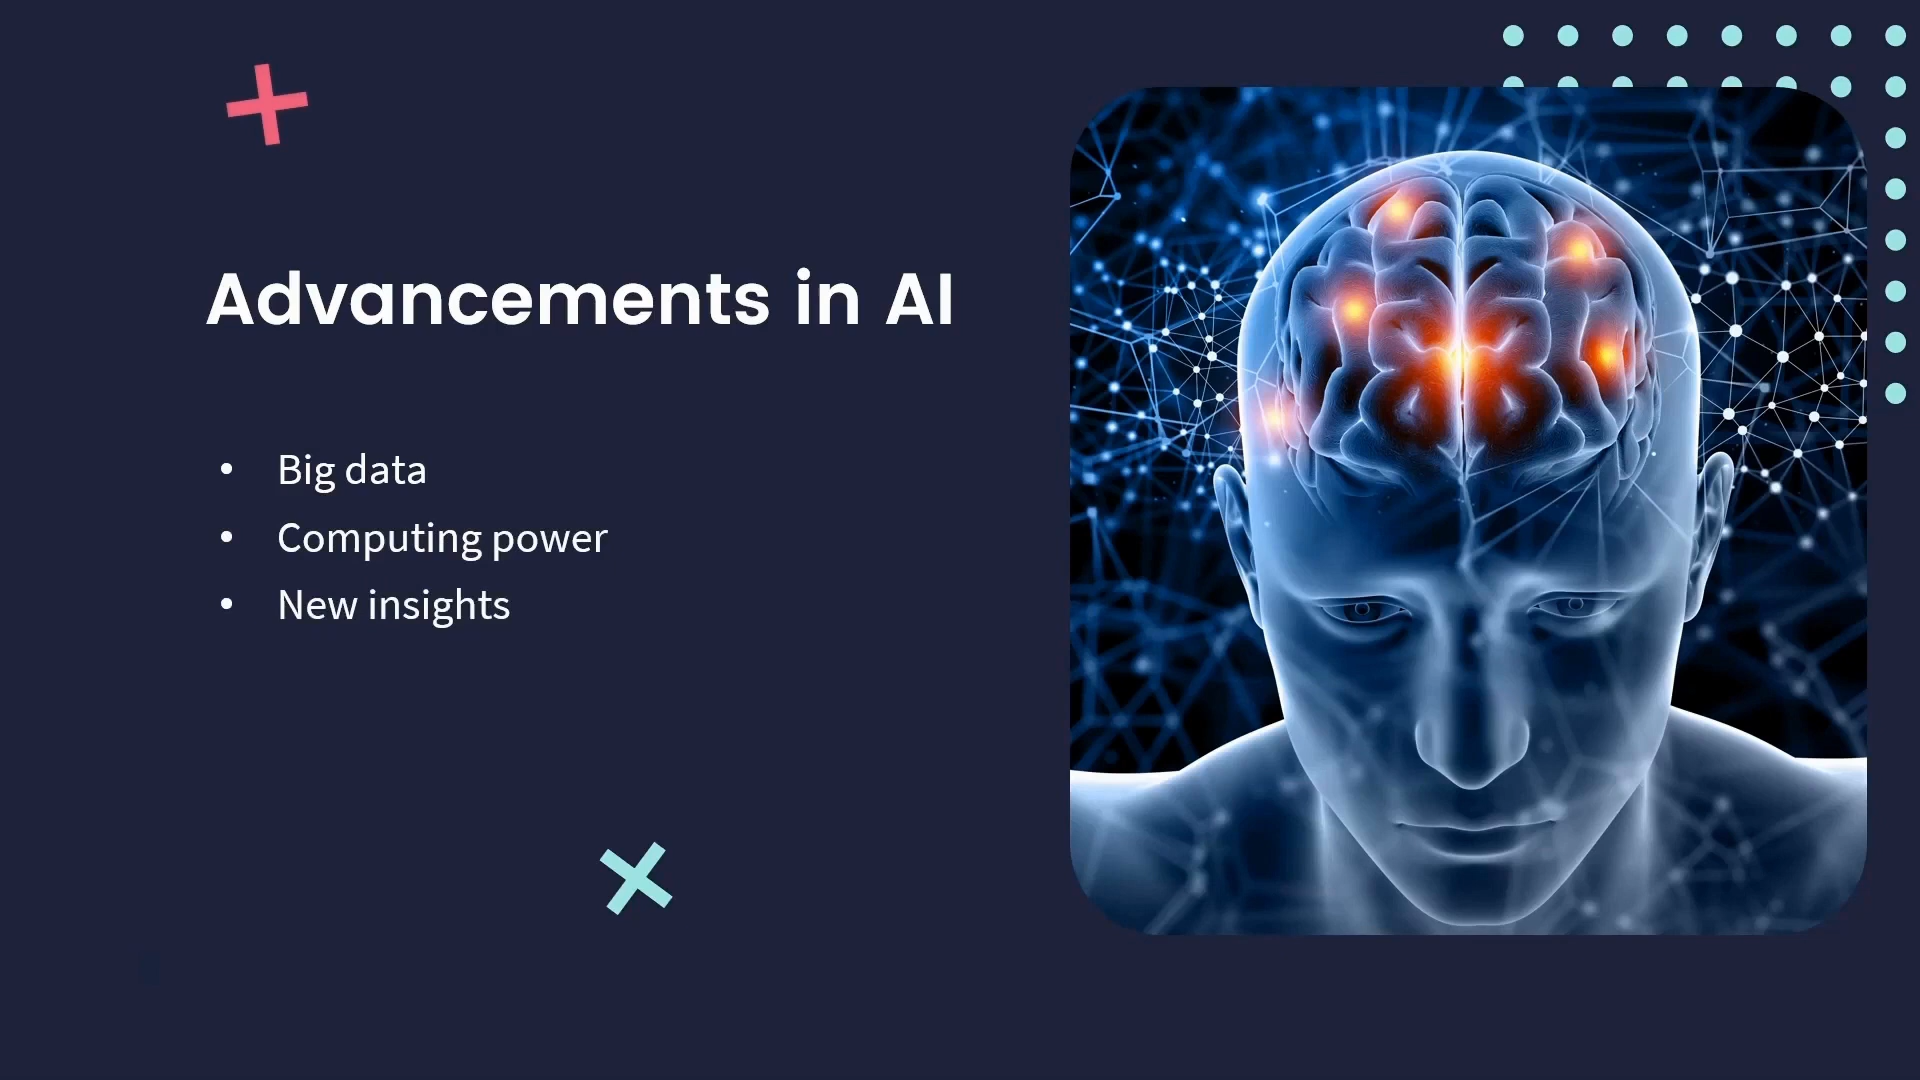 Advancements in AI
• Big data
• Computing power
• New insights